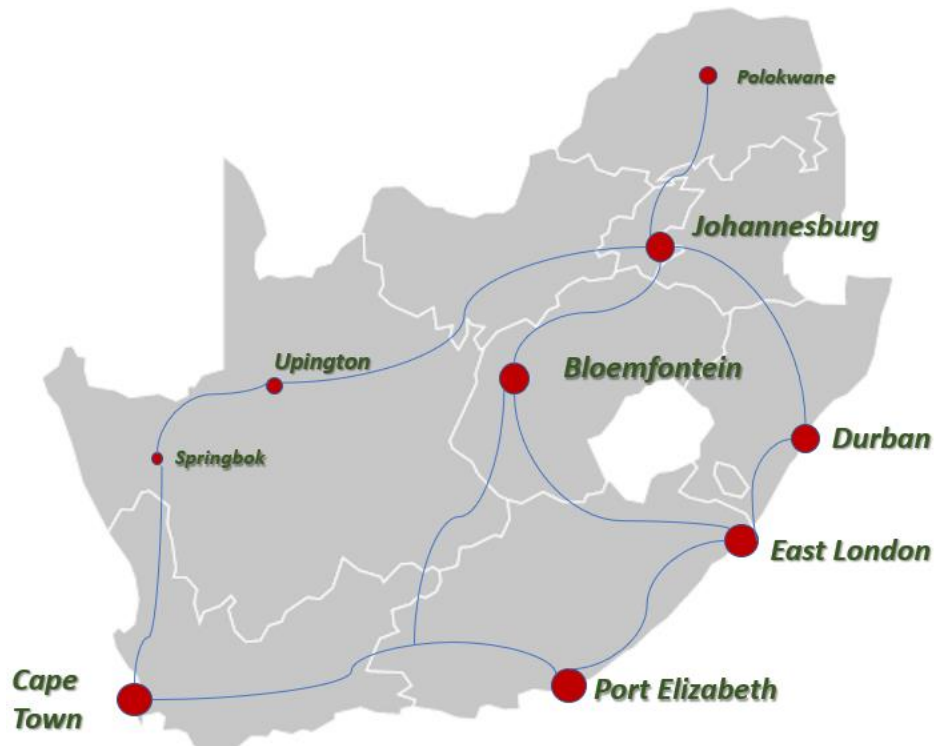 Polokwane
Johannesburg
Upington
Bloemfontein
Durban
Springbok
East London
Cape
Town
Port Elizabeth